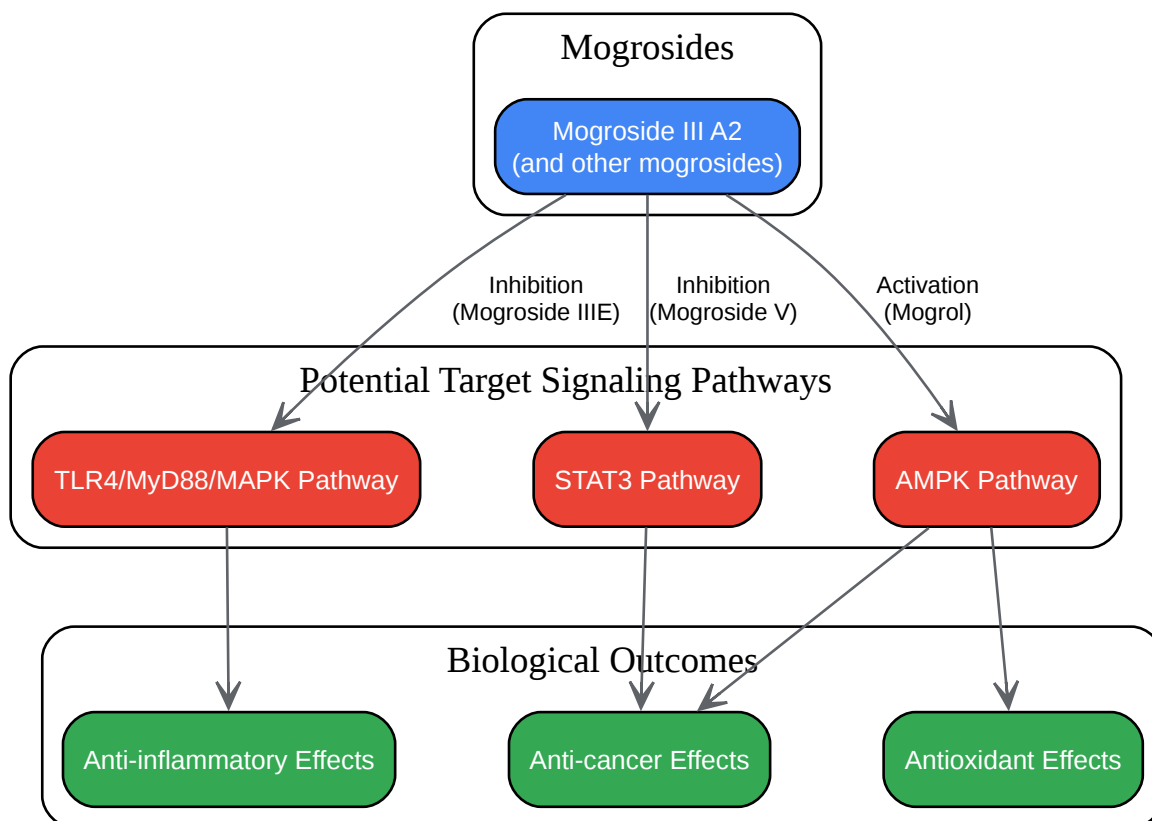 Mogrosides
Mogroside III A2
(and other mogrosides)
Inhibition
(Mogroside IIIE)
Inhibition
(Mogroside V)
Activation
(Mogrol)
Potential Target Signaling Pathways
TLR4/MyD88/MAPK Pathway
STAT3 Pathway
AMPK Pathway
Biological Outcomes
Anti-inflammatory Effects
Anti-cancer Effects
Antioxidant Effects